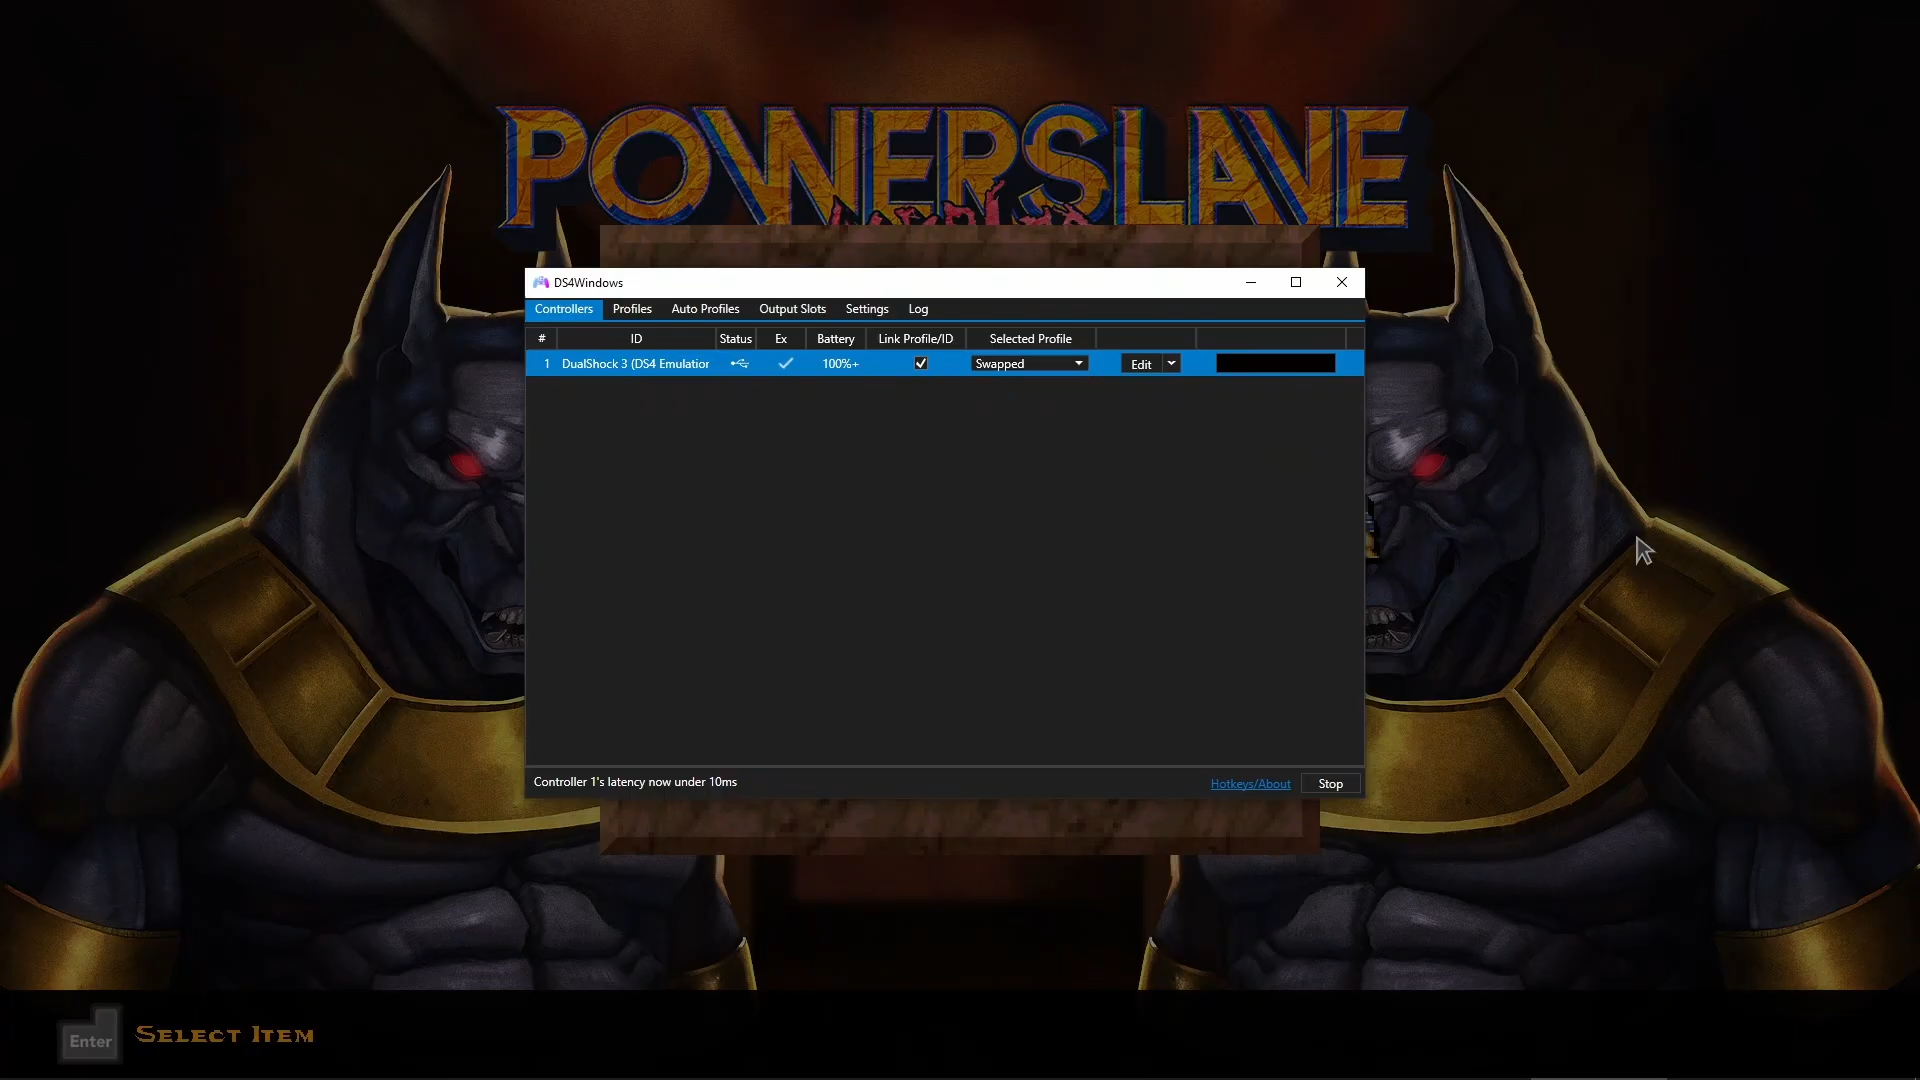 POWERSLAVE
DS4Windows
Controllers Profiles Auto Profiles Output Slots Settings Log
# ID Status Ex Battery Link Profile/ID Selected Profile
1 DualShock 3 (DS4 Emulation 100%+ Swapped Edit
Controller 1's latency now under 10ms Hotkeys/About Stop
Enter Select Item